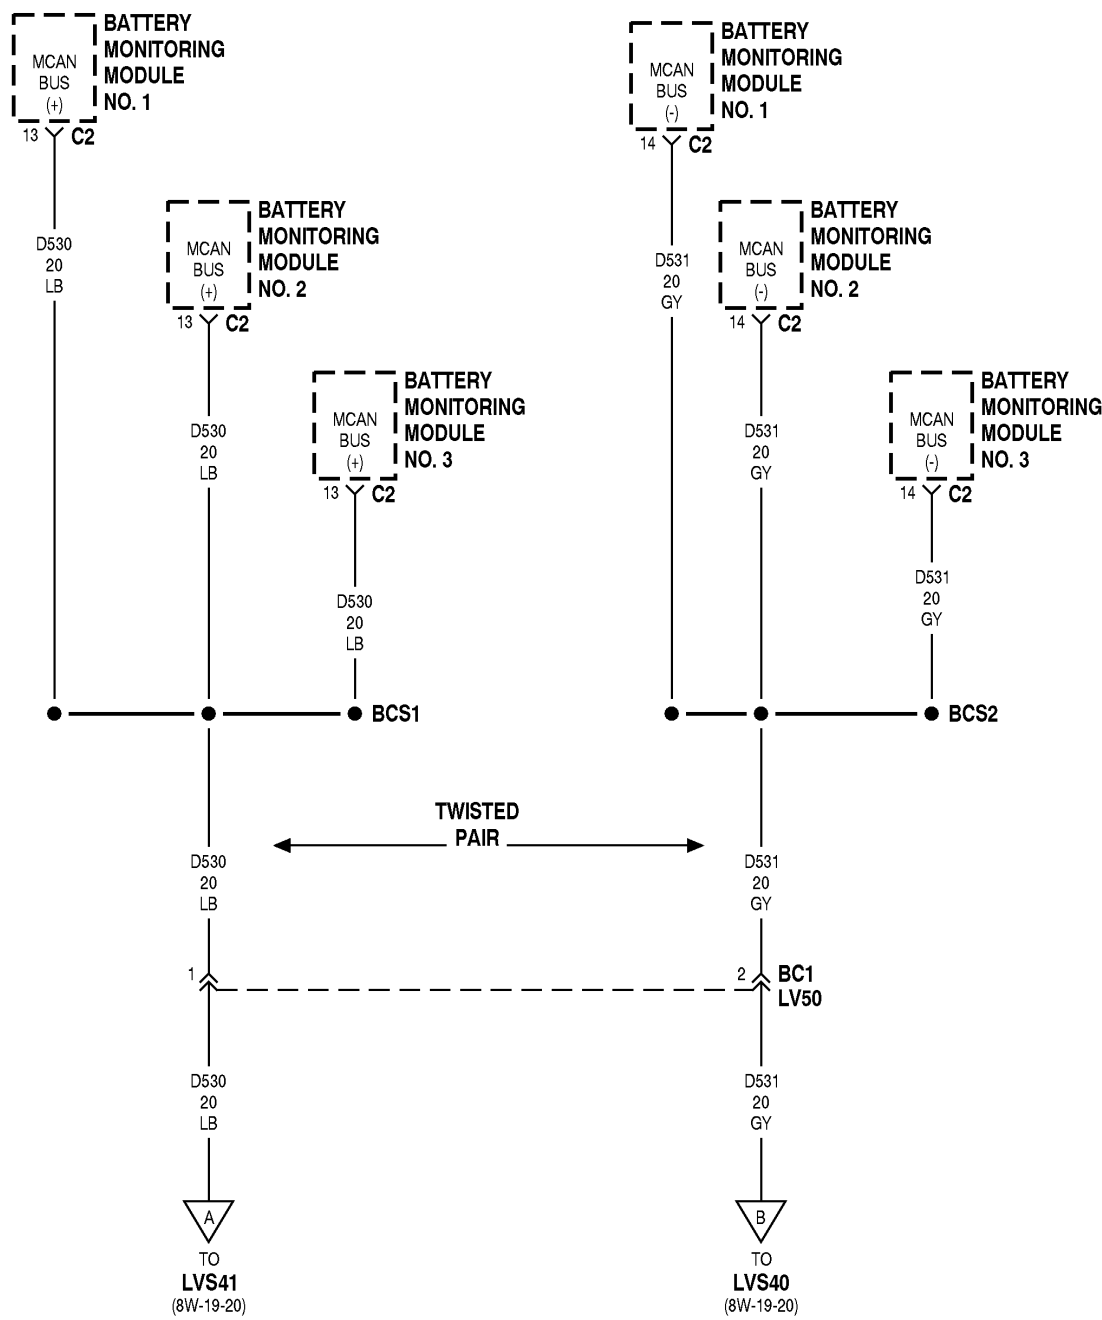 BATTERY
MONITORING
MODULE
NO. 1
MCAN
BUS
(+)
13
C2
D530
20
LB
BATTERY
MONITORING
MODULE
NO. 2
MCAN
BUS
(+)
13
C2
D530
20
LB
BATTERY
MONITORING
MODULE
NO. 3
MCAN
BUS
(+)
13
C2
D530
20
LB
BCS1
BATTERY
MONITORING
MODULE
NO. 1
MCAN
BUS
(-)
14
C2
D531
20
GY
BATTERY
MONITORING
MODULE
NO. 2
MCAN
BUS
(-)
14
C2
D531
20
GY
BATTERY
MONITORING
MODULE
NO. 3
MCAN
BUS
(-)
14
C2
D531
20
GY
BCS2
TWISTED
PAIR
D530
20
LB
D531
20
GY
1
2
BC1
LV50
D530
20
LB
D531
20
GY
A
TO
LVS41
(8W-19-20)
B
TO
LVS40
(8W-19-20)